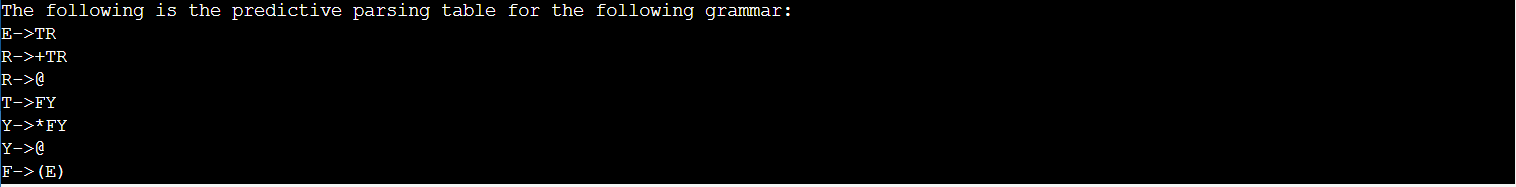 The following is the predictive parsing table for the following grammar:
E->TR
R->+TR
R->@
T->FY
Y->*FY
Y->@
F->(E)